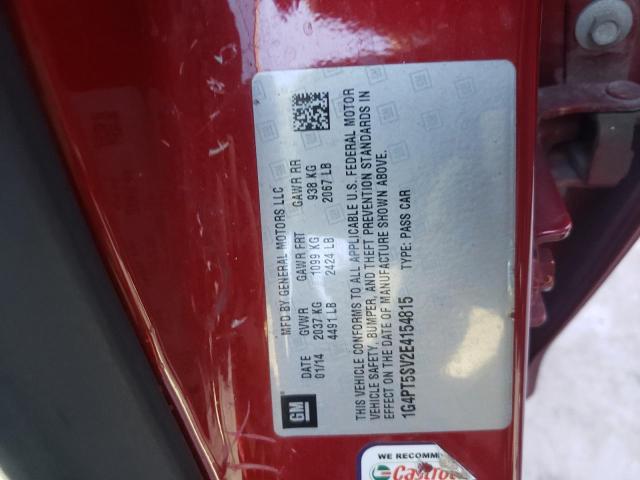 MFD BY GENERAL MOTORS LLC
DATE GVWR GAWR FRT GAWR RR
01/14 2037 KG 1099 KG 938 KG
4491 LB 2424 LB 2067 LB
GM
THIS VEHICLE CONFORMS TO ALL APPLICABLE U.S. FEDERAL MOTOR
VEHICLE SAFETY, BUMPER, AND THEFT PREVENTION STANDARDS IN
EFFECT ON THE DATE OF MANUFACTURE SHOWN ABOVE.
1G4PT5SV2E4154815 TYPE: PASS CAR
WE RECOMM
Castrol